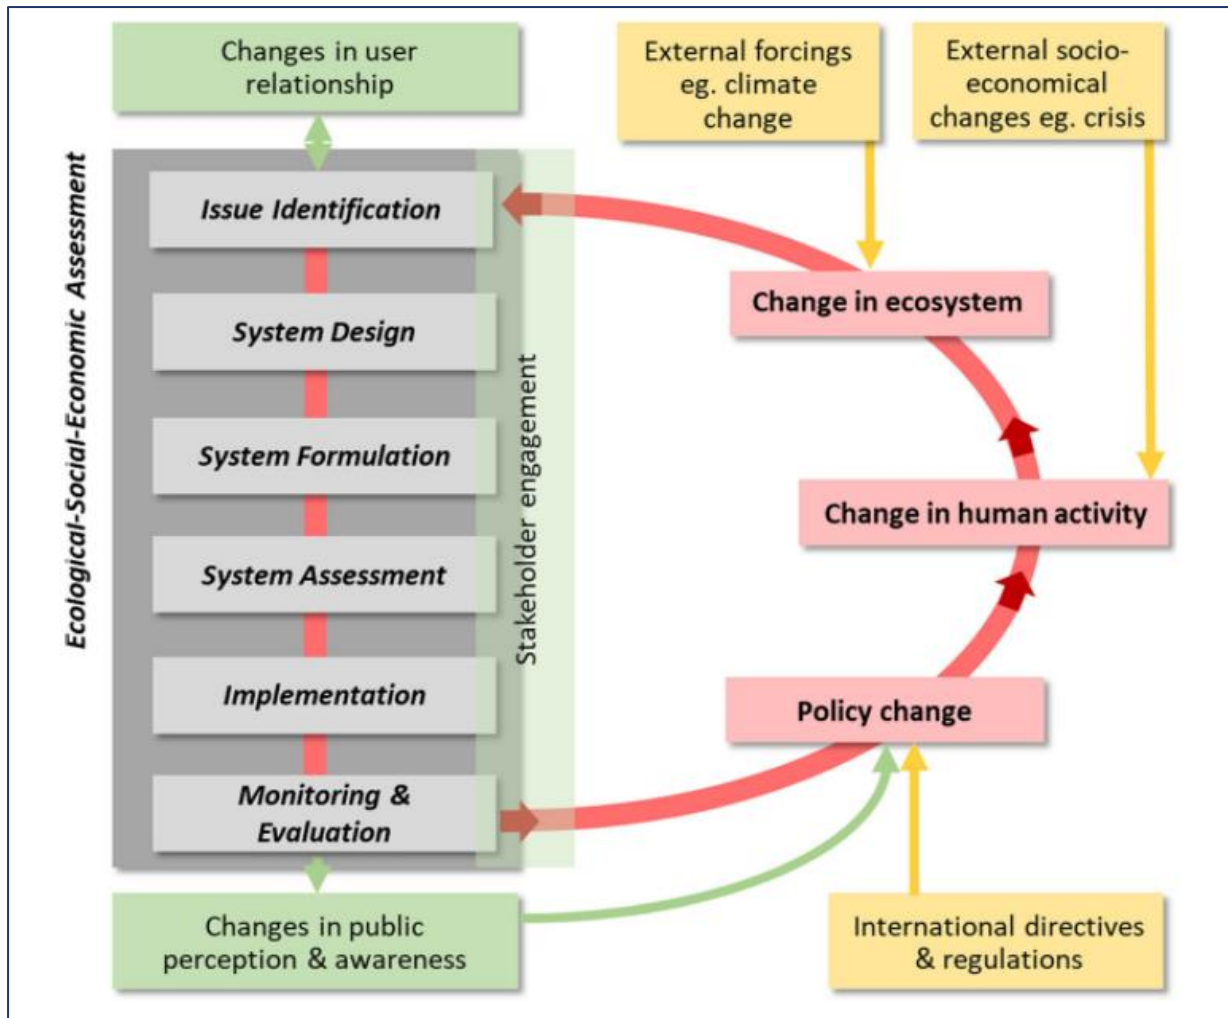 Changes in user
relationship
External forcings
eg. climate
change
External socio-
economical
changes eg. crisis
Ecological-Social-Economic Assessment
Issue Identification
System Design
System Formulation
System Assessment
Implementation
Monitoring &
Evaluation
Stakeholder engagement
Change in ecosystem
Change in human activity
Policy change
Changes in public
perception & awareness
International directives
& regulations